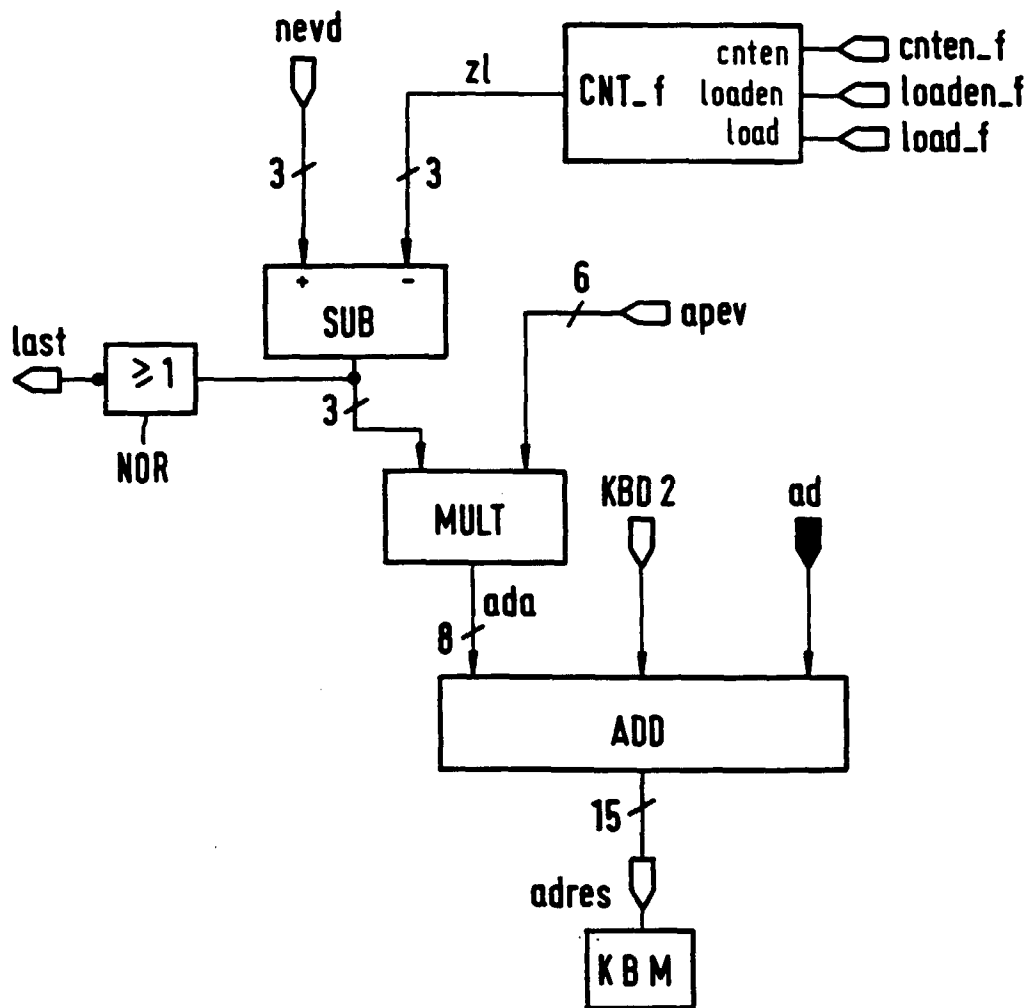 nevd
cnten
cnten_f
zl
CNT_f
loaden
loaden_f
load
load_f
3
3
+
-
SUB
6
apev
last
≥1
3
NOR
MULT
KBD 2
ad
ada
8
ADD
15
adres
KBM